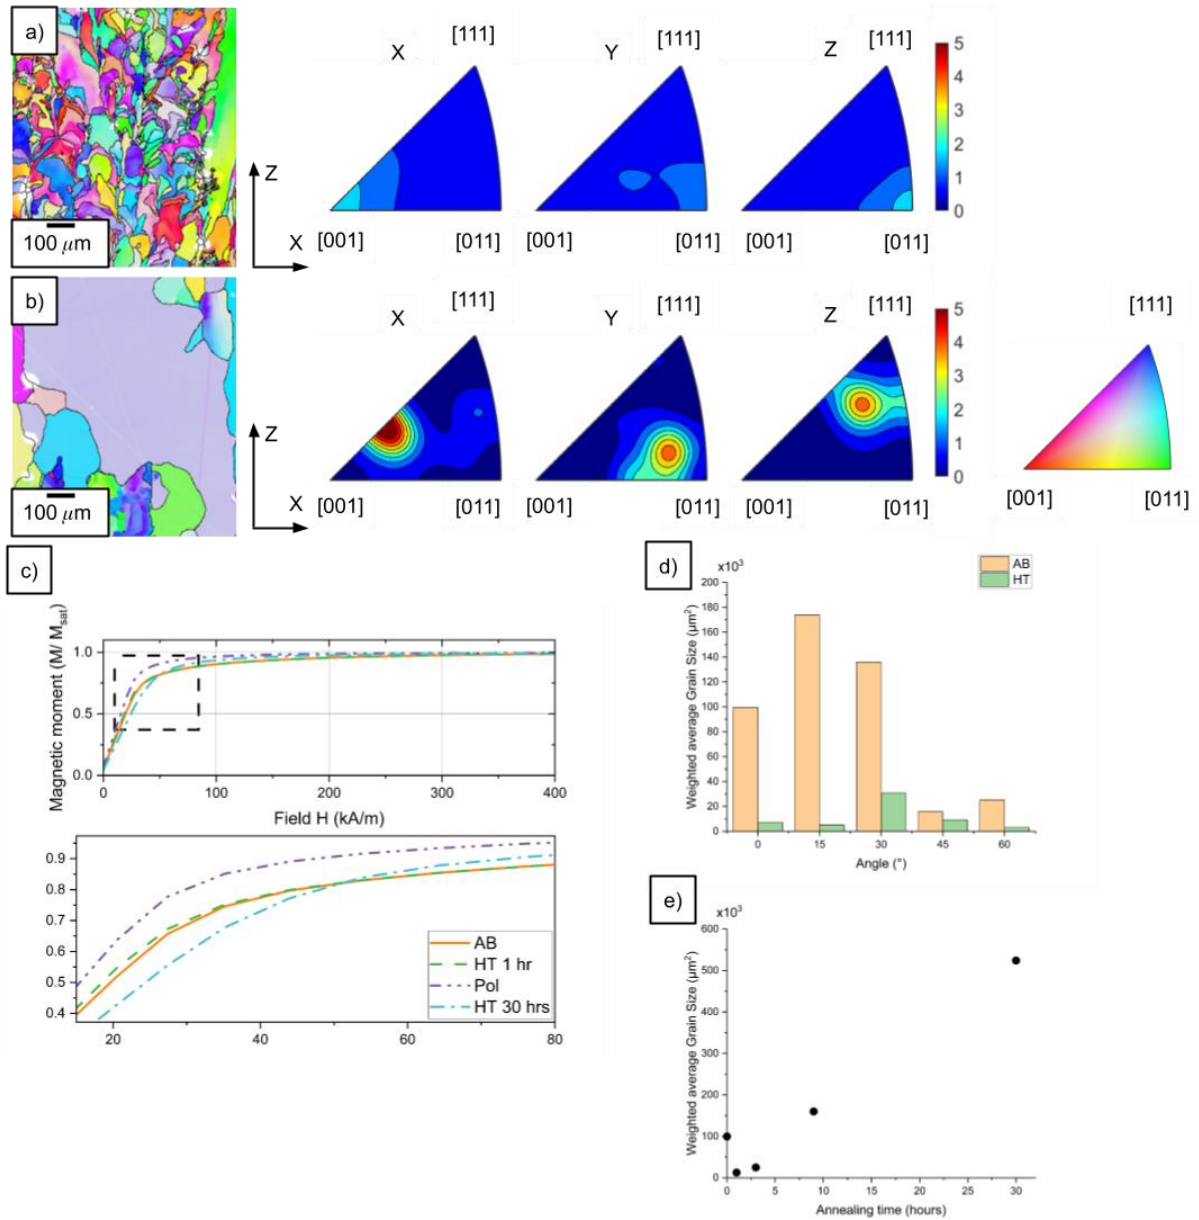 a)
X
[111]
Y
[111]
Z
[111]
5
4
3
2
1
0
Z
X
100 μm
[001]
[011]
[001]
[011]
[001]
[011]
b)
X
[111]
Y
[111]
Z
[111]
5
4
3
2
1
0
[111]
Z
X
100 μm
[001]
[011]
[001]
[011]
[001]
[011]
[001]
[011]
c)
Magnetic moment (M/ Msat)
1.0
0.5
0.0
0
100
200
300
400
Field H (kA/m)
0.9
0.8
0.7
0.6
0.5
0.4
20
40
60
80
AB
HT 1 hr
Pol
HT 30 hrs
d)
x10³
AB
HT
Weighted average Grain Size (μm²)
200
180
160
140
120
100
80
60
40
20
0
0
15
30
45
60
Angle (°)
e)
x10³
Weighted average Grain Size (μm²)
600
500
400
300
200
100
0
0
5
10
15
20
25
30
Annealing time (hours)